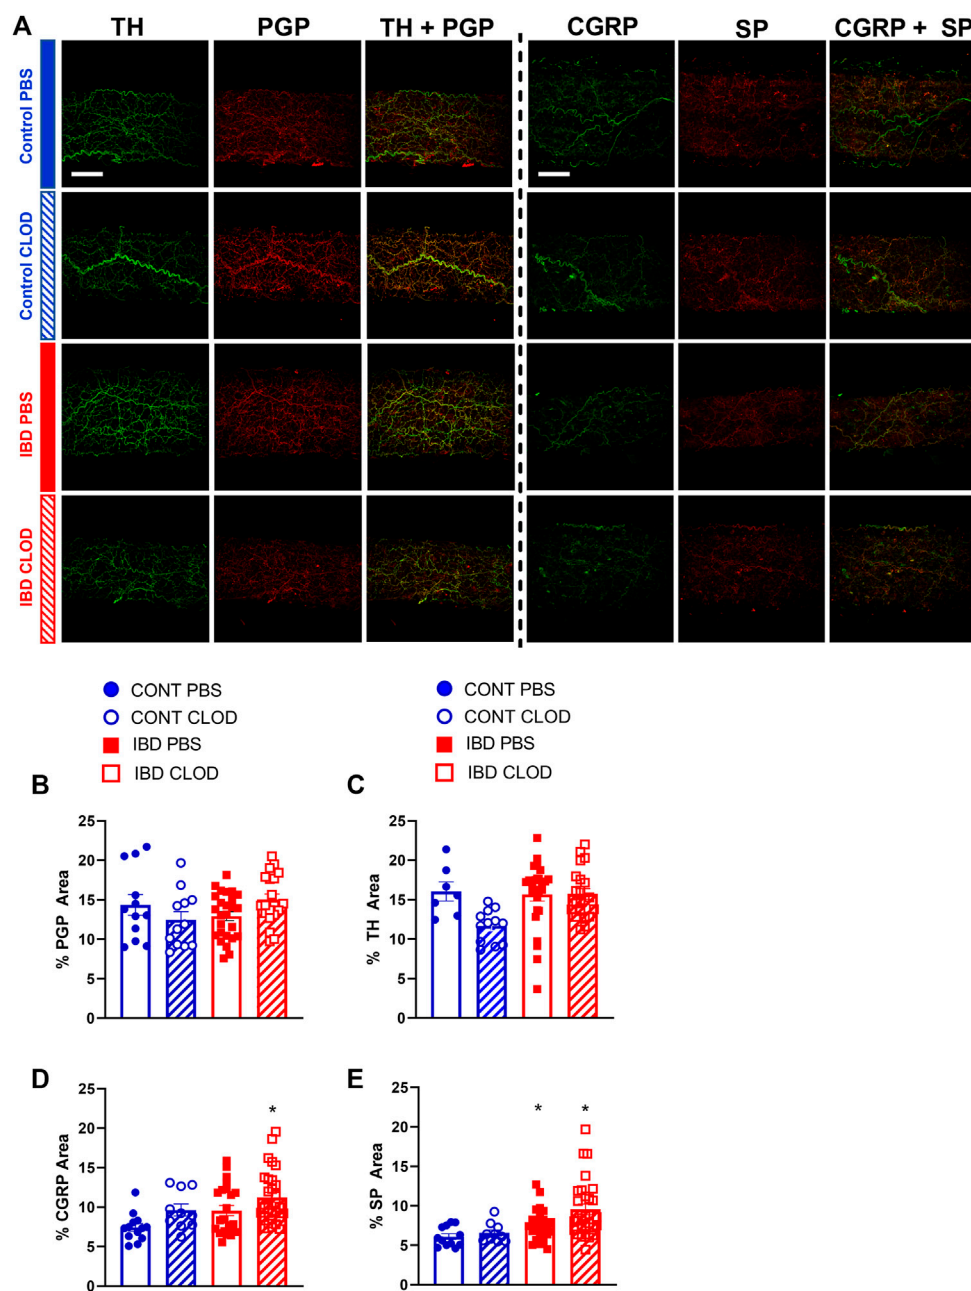 A
TH PGP TH + PGP CGRP SP CGRP + SP
Control PBS
Control CLOD
IBD PBS
IBD CLOD
CONT PBS
CONT CLOD
IBD PBS
IBD CLOD
CONT PBS
CONT CLOD
IBD PBS
IBD CLOD
B
% PGP Area
25
20
15
10
5
0
C
% TH Area
25
20
15
10
5
0
D
% CGRP Area
25
20
15
10
5
0
*
E
% SP Area
25
20
15
10
5
0
* *